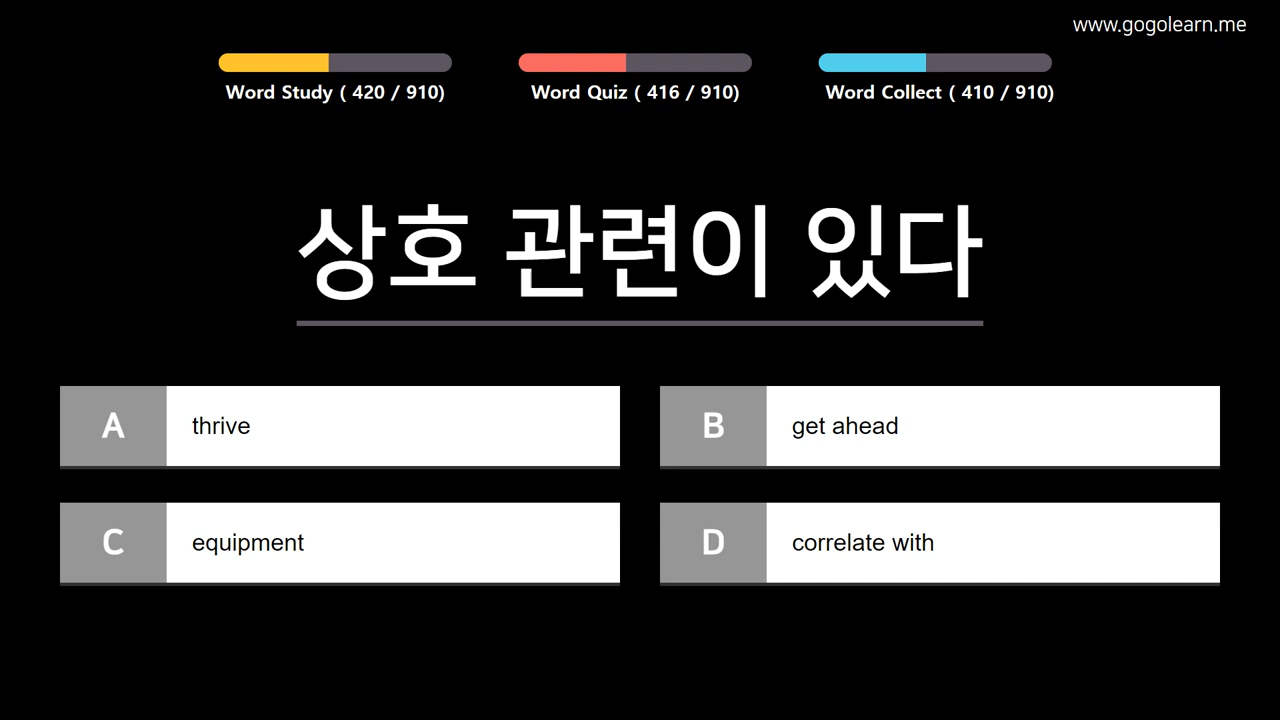 www.gogolearn.me
Word Study ( 420 / 910)
Word Quiz ( 416 / 910)
Word Collect ( 410 / 910)
상호 관련이 있다
A thrive
B get ahead
C equipment
D correlate with